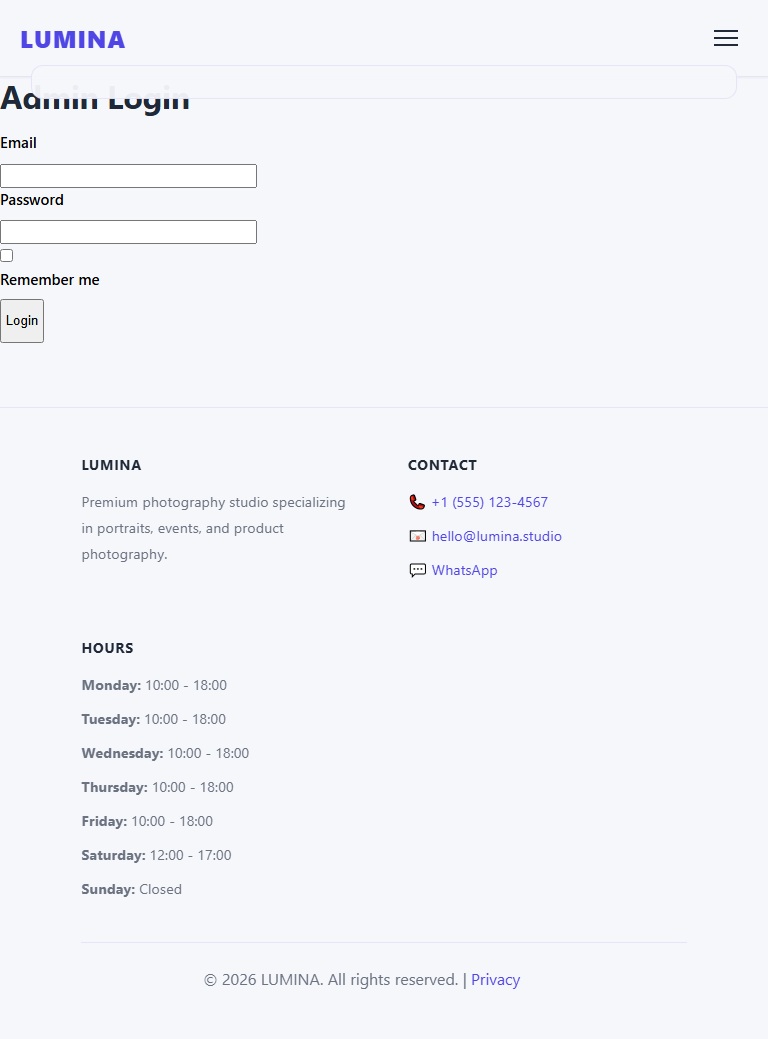 LUMINA
Admin Login
Email
Password
Remember me
Login
LUMINA
Premium photography studio specializing
in portraits, events, and product
photography.
CONTACT
+1 (555) 123-4567
hello@lumina.studio
WhatsApp
HOURS
Monday: 10:00 - 18:00
Tuesday: 10:00 - 18:00
Wednesday: 10:00 - 18:00
Thursday: 10:00 - 18:00
Friday: 10:00 - 18:00
Saturday: 12:00 - 17:00
Sunday: Closed
© 2026 LUMINA. All rights reserved. | Privacy